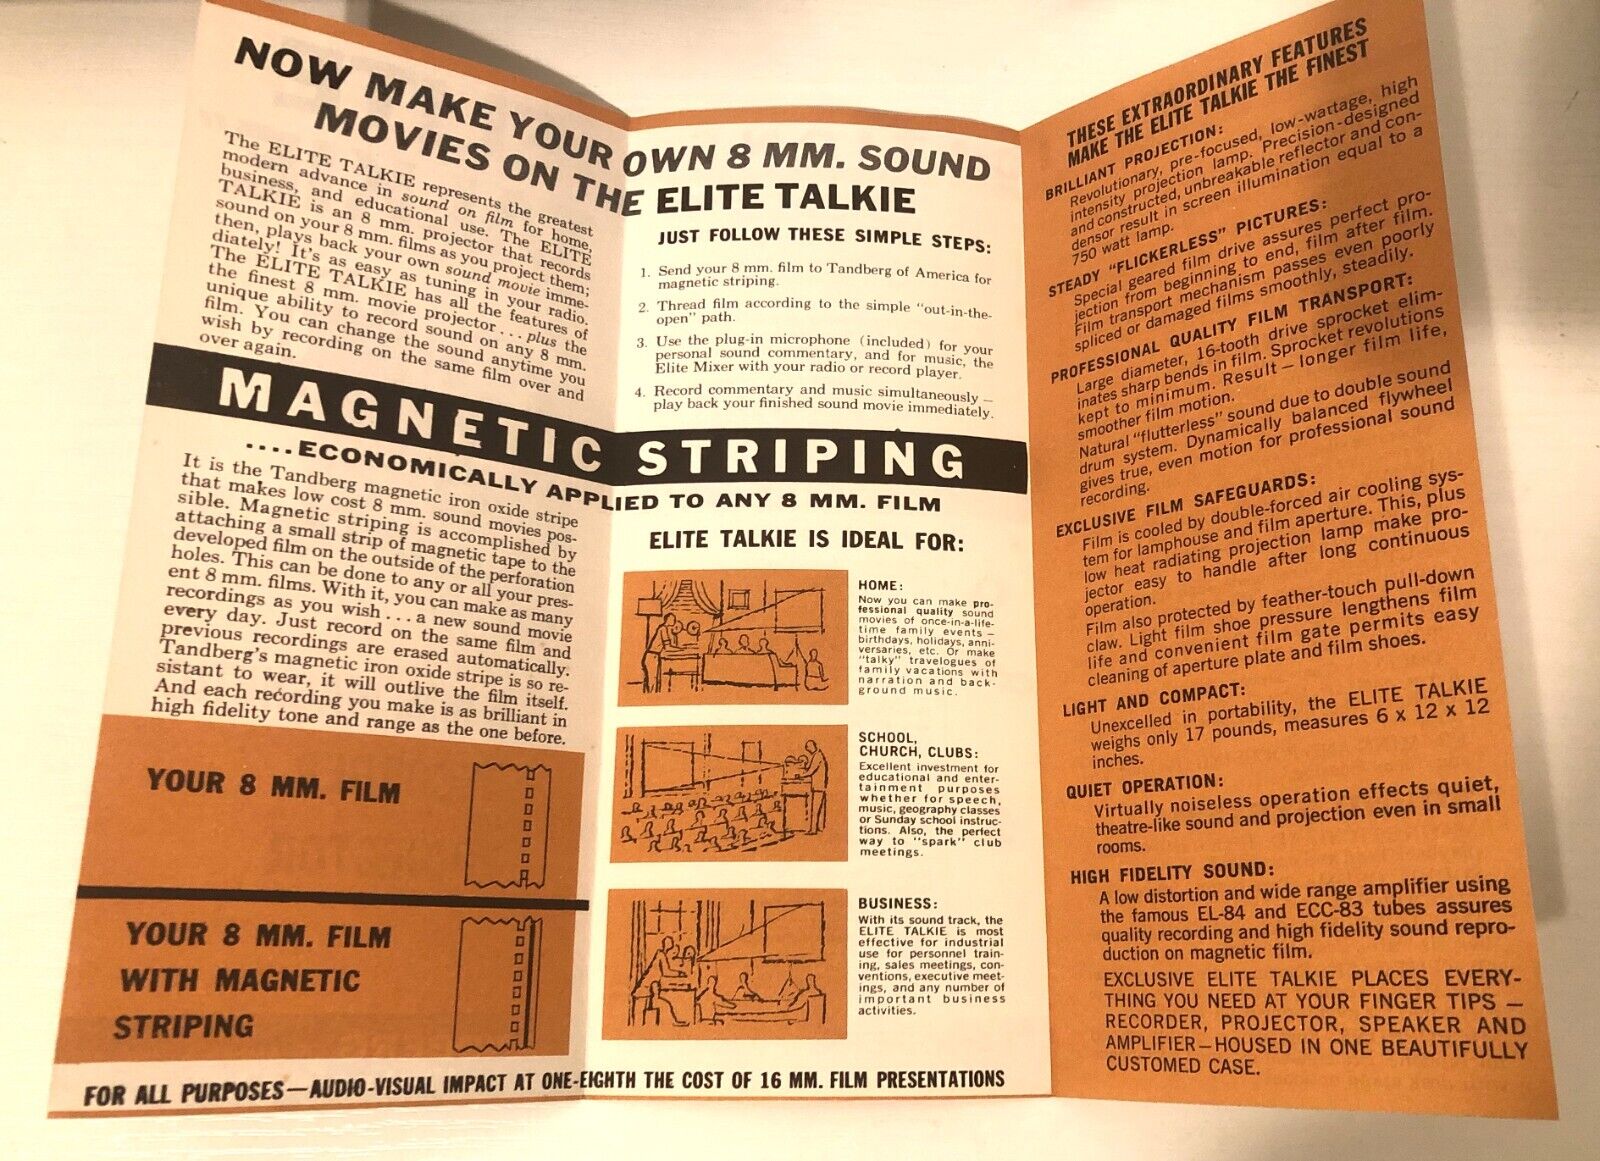 NOW MAKE YOUR OWN 8 MM. SOUND
MOVIES ON THE ELITE TALKIE
The ELITE TALKIE represents the greatest
modern advance in sound on film for home,
business, and educational use. The ELITE
TALKIE is an 8 mm. projector that records
sound on your 8 mm. films as you project them;
then, plays back your own sound movie imme-
diately! It's as easy as tuning in your radio.
The ELITE TALKIE has all the features of
the finest 8 mm. movie projector...plus the
unique ability to record sound on any 8 mm.
film. You can change the sound anytime you
wish by recording on the same film over and
over again.
JUST FOLLOW THESE SIMPLE STEPS:
1. Send your 8 mm. film to Tandberg of America for
magnetic striping.
2. Thread film according to the simple "out-in-the-
open" path.
3. Use the plug-in microphone (included) for your
personal sound commentary, and for music, the
Elite Mixer with your radio or record player.
4. Record commentary and music simultaneously —
play back your finished sound movie immediately.
MAGNETIC STRIPING
....ECONOMICALLY APPLIED TO ANY 8 MM. FILM
It is the Tandberg magnetic iron oxide stripe
that makes low cost 8 mm. sound movies pos-
sible. Magnetic striping is accomplished by
attaching a small strip of magnetic tape to the
developed film on the outside of the perforation
holes. This can be done to any or all your pres-
ent 8 mm. films. With it, you can make as many
recordings as you wish...a new sound movie
every day. Just record on the same film and
previous recordings are erased automatically.
Tandberg's magnetic iron oxide stripe is so re-
sistant to wear, it will outlive the film itself.
And each recording you make is as brilliant in
high fidelity tone and range as the one before.
YOUR 8 MM. FILM
YOUR 8 MM. FILM
WITH MAGNETIC
STRIPING
ELITE TALKIE IS IDEAL FOR:
HOME:
Now you can make pro-
fessional quality sound
movies of once-in-a-life-
time family events —
birthdays, holidays, anni-
versaries, etc. Or make
"talky" travelogues of
family vacations with
narration and back-
ground music.
SCHOOL,
CHURCH, CLUBS:
Excellent investment for
educational and enter-
tainment purposes
whether for speech,
music, geography classes
or Sunday school instruc-
tions. Also, the perfect
way to "spark" club
meetings.
BUSINESS:
With its sound track, the
ELITE TALKIE is most
effective for industrial
use for personnel train-
ing, sales meetings, con-
ventions, executive meet-
ings, and any number of
important business
activities.
FOR ALL PURPOSES—AUDIO-VISUAL IMPACT AT ONE-EIGHTH THE COST OF 16 MM. FILM PRESENTATIONS
THESE EXTRAORDINARY FEATURES
MAKE THE ELITE TALKIE THE FINEST
BRILLIANT PROJECTION:
Revolutionary, pre-focused, low-wattage, high
intensity projection lamp. Precision-designed
and constructed, unbreakable reflector and con-
densor result in screen illumination equal to a
750 watt lamp.
STEADY "FLICKERLESS" PICTURES:
Special geared film drive assures perfect pro-
jection from beginning to end, film after film.
Film transport mechanism passes even poorly
spliced or damaged films smoothly, steadily.
PROFESSIONAL QUALITY FILM TRANSPORT:
Large diameter, 16-tooth drive sprocket elim-
inates sharp bends in film. Sprocket revolutions
kept to minimum. Result — longer film life,
smoother film motion.
Natural "flutterless" sound due to double sound
drum system. Dynamically balanced flywheel
gives true, even motion for professional sound
recording.
EXCLUSIVE FILM SAFEGUARDS:
Film is cooled by double-forced air cooling sys-
tem for lamphouse and film aperture. This, plus
low heat radiating projection lamp make pro-
jector easy to handle after long continuous
operation.
Film also protected by feather-touch pull-down
claw. Light film shoe pressure lengthens film
life and convenient film gate permits easy
cleaning of aperture plate and film shoes.
LIGHT AND COMPACT:
Unexcelled in portability, the ELITE TALKIE
weighs only 17 pounds, measures 6 x 12 x 12
inches.
QUIET OPERATION:
Virtually noiseless operation effects quiet,
theatre-like sound and projection even in small
rooms.
HIGH FIDELITY SOUND:
A low distortion and wide range amplifier using
the famous EL-84 and ECC-83 tubes assures
quality recording and high fidelity sound repro-
duction on magnetic film.
EXCLUSIVE ELITE TALKIE PLACES EVERY-
THING YOU NEED AT YOUR FINGER TIPS —
RECORDER, PROJECTOR, SPEAKER AND
AMPLIFIER—HOUSED IN ONE BEAUTIFULLY
CUSTOMED CASE.